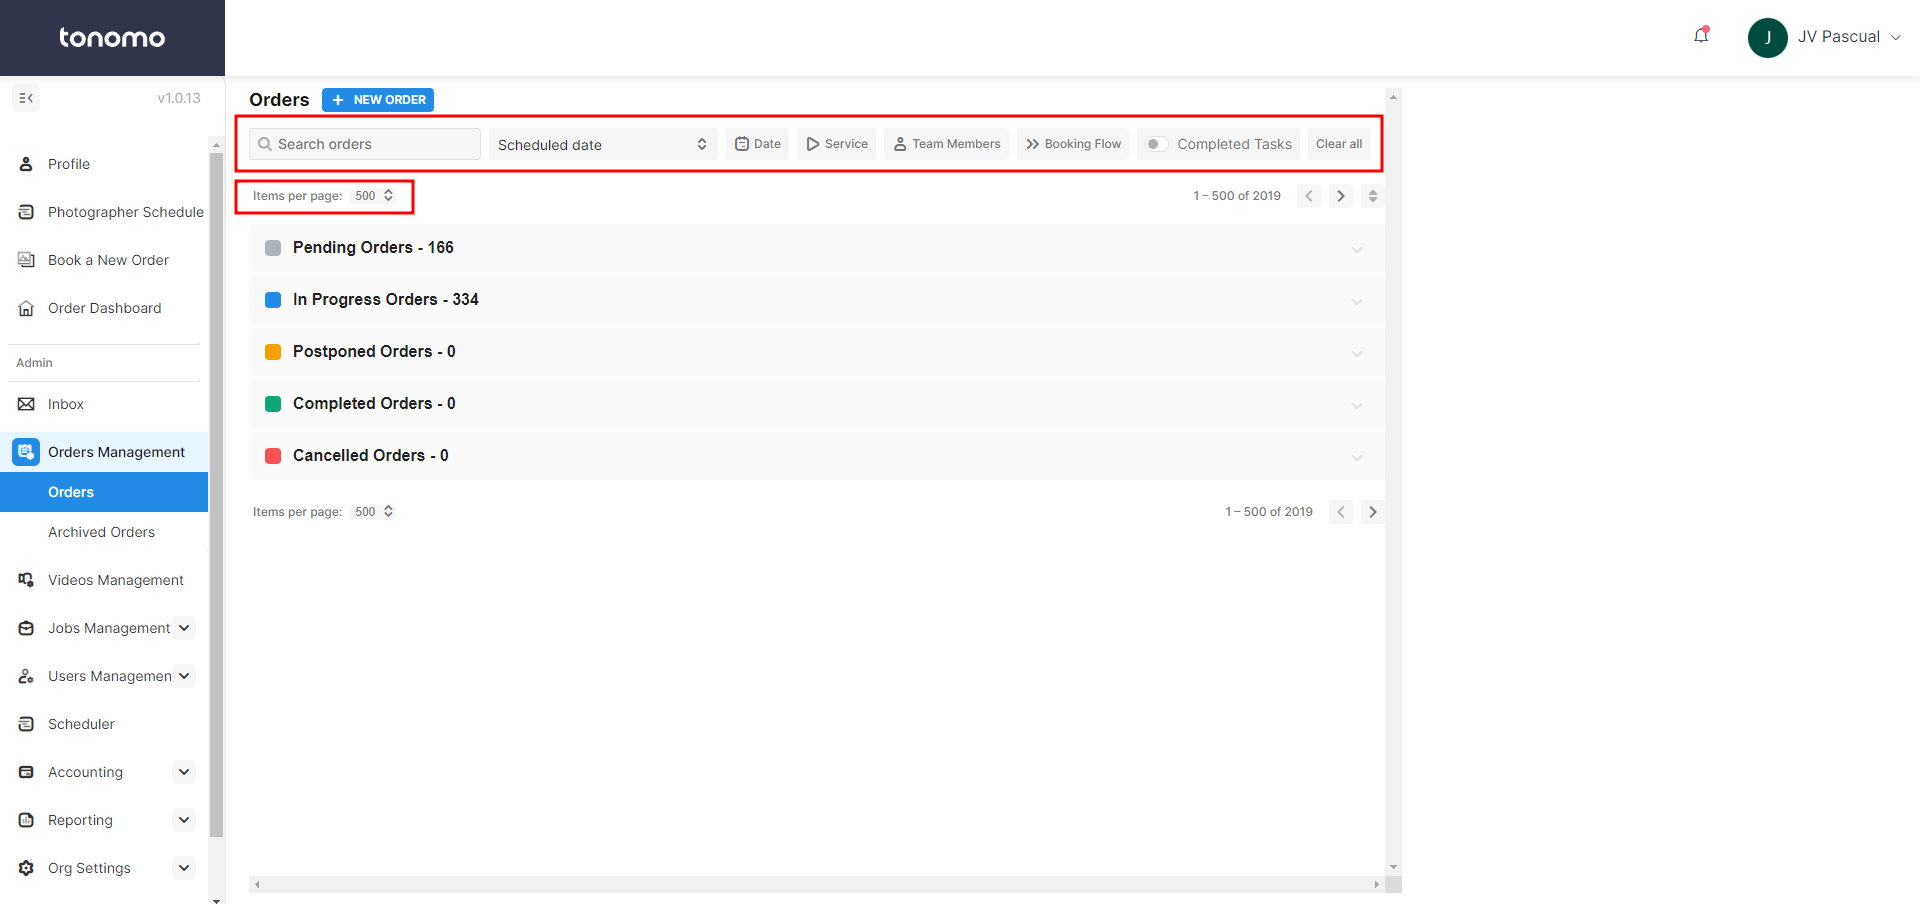 tonomo
J JV Pascual
v1.0.13
Profile
Photographer Schedule
Book a New Order
Order Dashboard
Admin
Inbox
Orders Management
Orders
Archived Orders
Videos Management
Jobs Management
Users Managemen
Scheduler
Accounting
Reporting
Org Settings
Orders + NEW ORDER
Search orders Scheduled date Date Service Team Members Booking Flow Completed Tasks Clear all
Items per page: 500 1 – 500 of 2019
Pending Orders - 166
In Progress Orders - 334
Postponed Orders - 0
Completed Orders - 0
Cancelled Orders - 0
Items per page: 500 1 – 500 of 2019